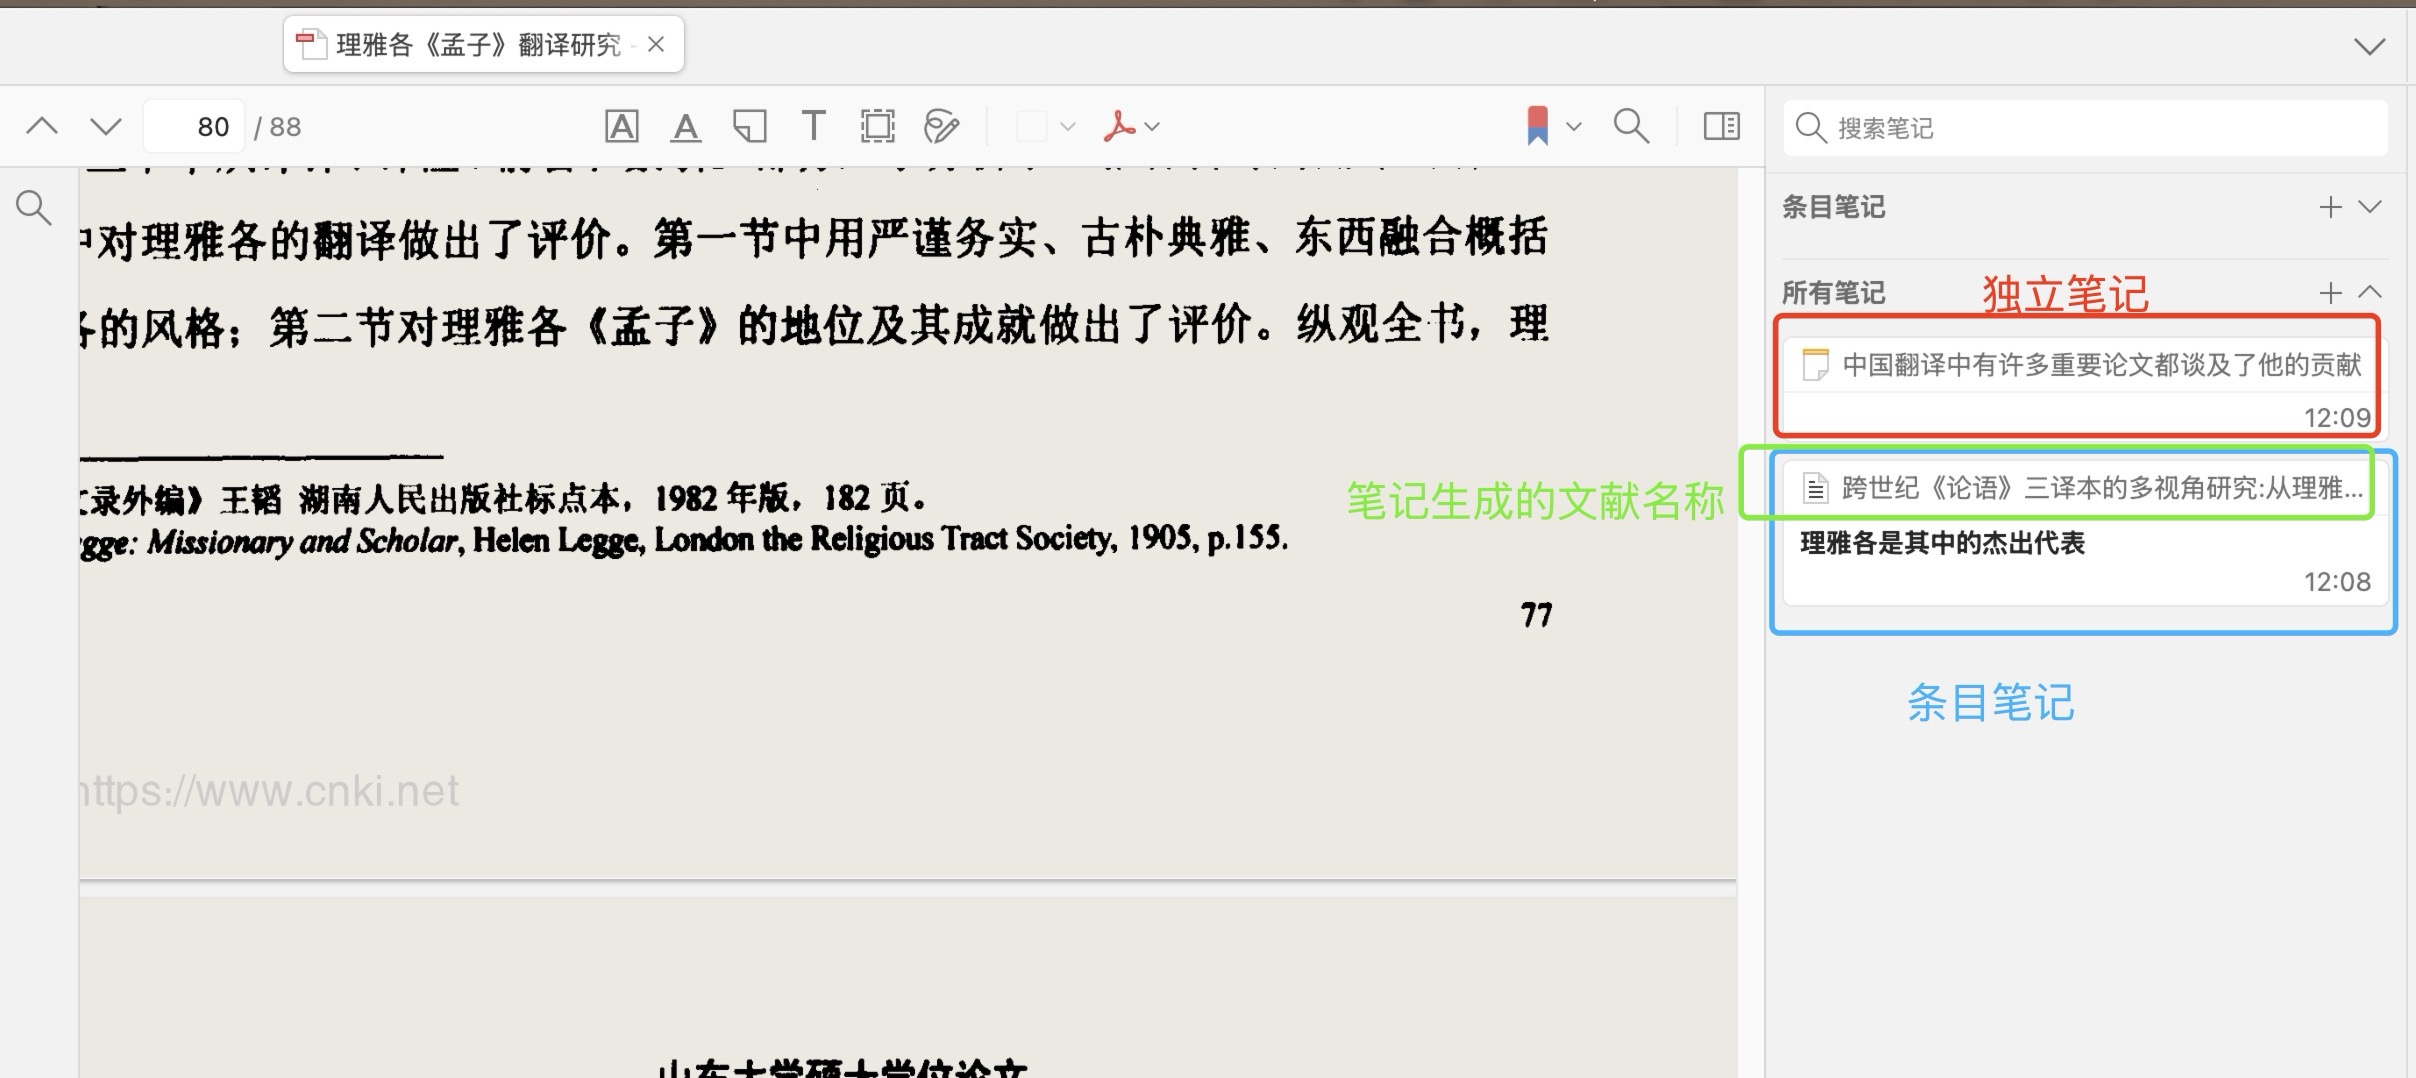 理雅各《孟子》翻译研究
80 / 88
搜索笔记
条目笔记
所有笔记
独立笔记
中国翻译中有许多重要论文都谈及了他的贡献
12:09
笔记生成的文献名称
跨世纪《论语》三译本的多视角研究:从理雅...
理雅各是其中的杰出代表
12:08
条目笔记
对理雅各的翻译做出了评价。第一节中用严谨务实、古朴典雅、东西融合概括
的风格；第二节对理雅各《孟子》的地位及其成就做出了评价。纵观全书，理
录外编》王韬 湖南人民出版社标点本，1982 年版，182 页。
gge: Missionary and Scholar, Helen Legge, London the Religious Tract Society, 1905, p.155.
77
https://www.cnki.net
山东大学硕士学位论文